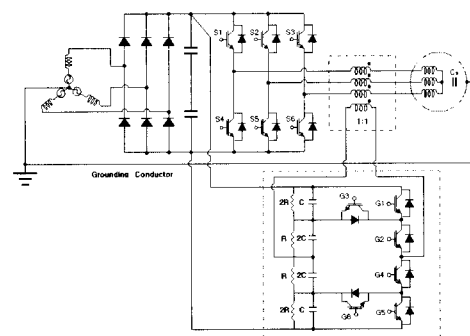 S1 S2 S3
S4 S5 S6
1:1
Grounding Conductor
2R C G3 G1
R 2C G2
R 2C G4
2R C G6 G5